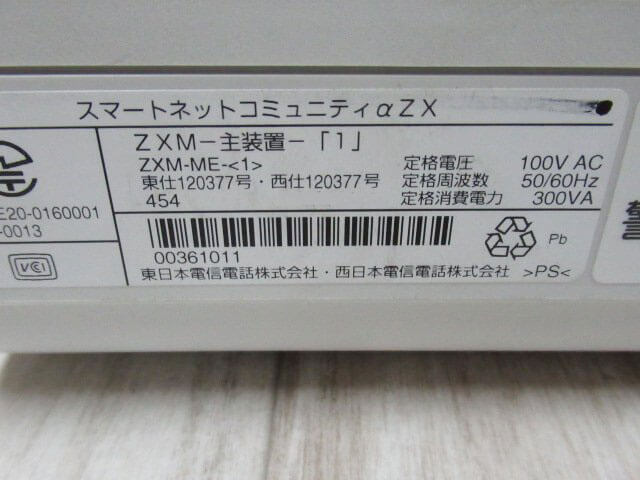 スマートネットコミュニティαZX
ZXM−主装置−「1」
ZXM-ME-<1>
東仕120377号・西仕120377号
454
定格電圧 100V AC
定格周波数 50/60Hz
定格消費電力 300VA
E20-0160001
-0013
VCI
00361011
Pb
東日本電信電話株式会社・西日本電信電話株式会社 >PS<